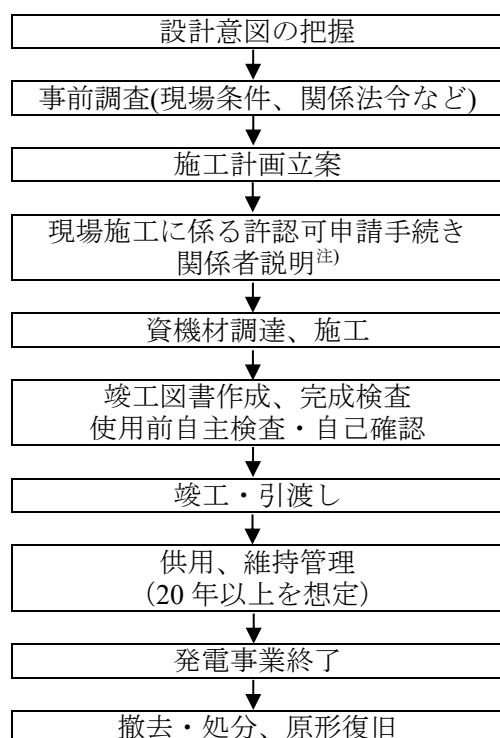 設計意図の把握
事前調査(現場条件、関係法令など)
施工計画立案
現場施工に係る許認可申請手続き
関係者説明注)
資機材調達、施工
竣工図書作成、完成検査
使用前自主検査・自己確認
竣工・引渡し
供用、維持管理
（20 年以上を想定）
発電事業終了
撤去・処分、原形復旧